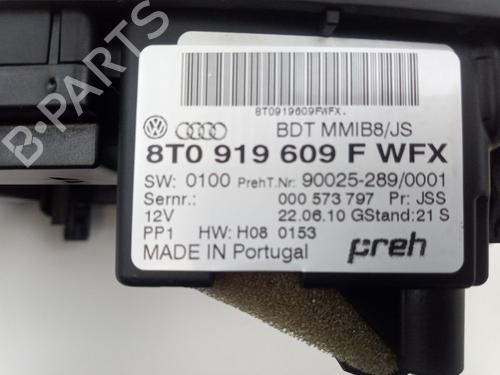 B-PARTS
8T0919609FWFX.
BDT MMIB8/JS
8T0 919 609 F WFX
SW: 0100 PrehT.Nr: 90025-289/0001
Sernr.: 000 573 797 Pr: JSS
12V 22.06.10 GStand: 21 S
PP1 HW: H08 0153
MADE IN Portugal preh